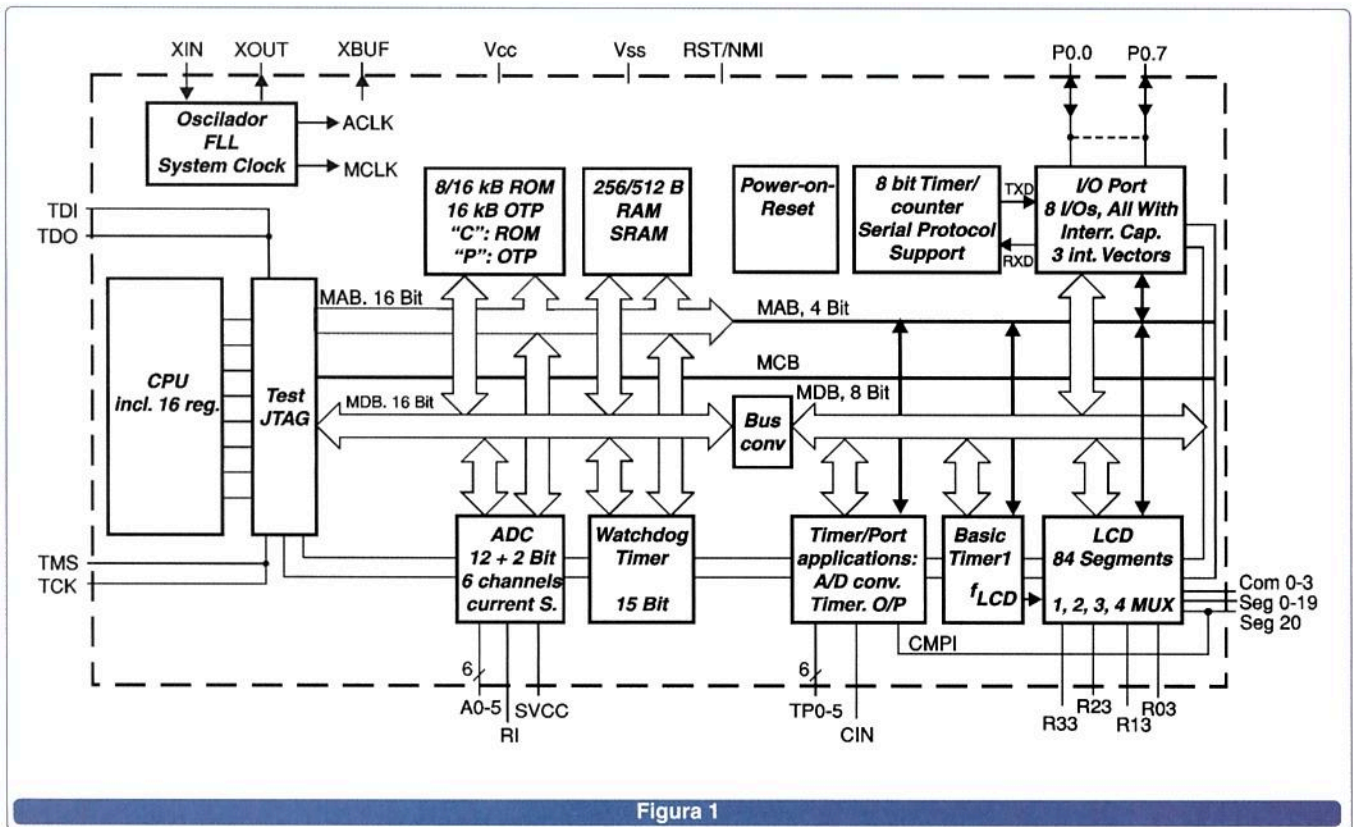 XIN XOUT XBUF Vcc Vss RST/NMI P0.0 P0.7
Oscilador
FLL
System Clock
ACLK
MCLK
TDI
TDO
8/16 kB ROM
16 kB OTP
"C": ROM
"P": OTP
256/512 B
RAM
SRAM
Power-on-
Reset
8 bit Timer/
counter
Serial Protocol
Support
TXD
RXD
I/O Port
8 I/Os, All With
Interr. Cap.
3 int. Vectors
CPU
incl. 16 reg.
Test
JTAG
MAB. 16 Bit
MAB, 4 Bit
MCB
MDB. 16 Bit
Bus
conv
MDB, 8 Bit
TMS
TCK
ADC
12 + 2 Bit
6 channels
current S.
Watchdog
Timer
15 Bit
Timer/Port
applications:
A/D conv.
Timer. O/P
Basic
Timer1
fLCD
LCD
84 Segments
1, 2, 3, 4 MUX
Com 0-3
Seg 0-19
Seg 20
CMPI
6
A0-5
RI
SVCC
6
TP0-5
CIN
R33
R23
R13
R03
Figura 1